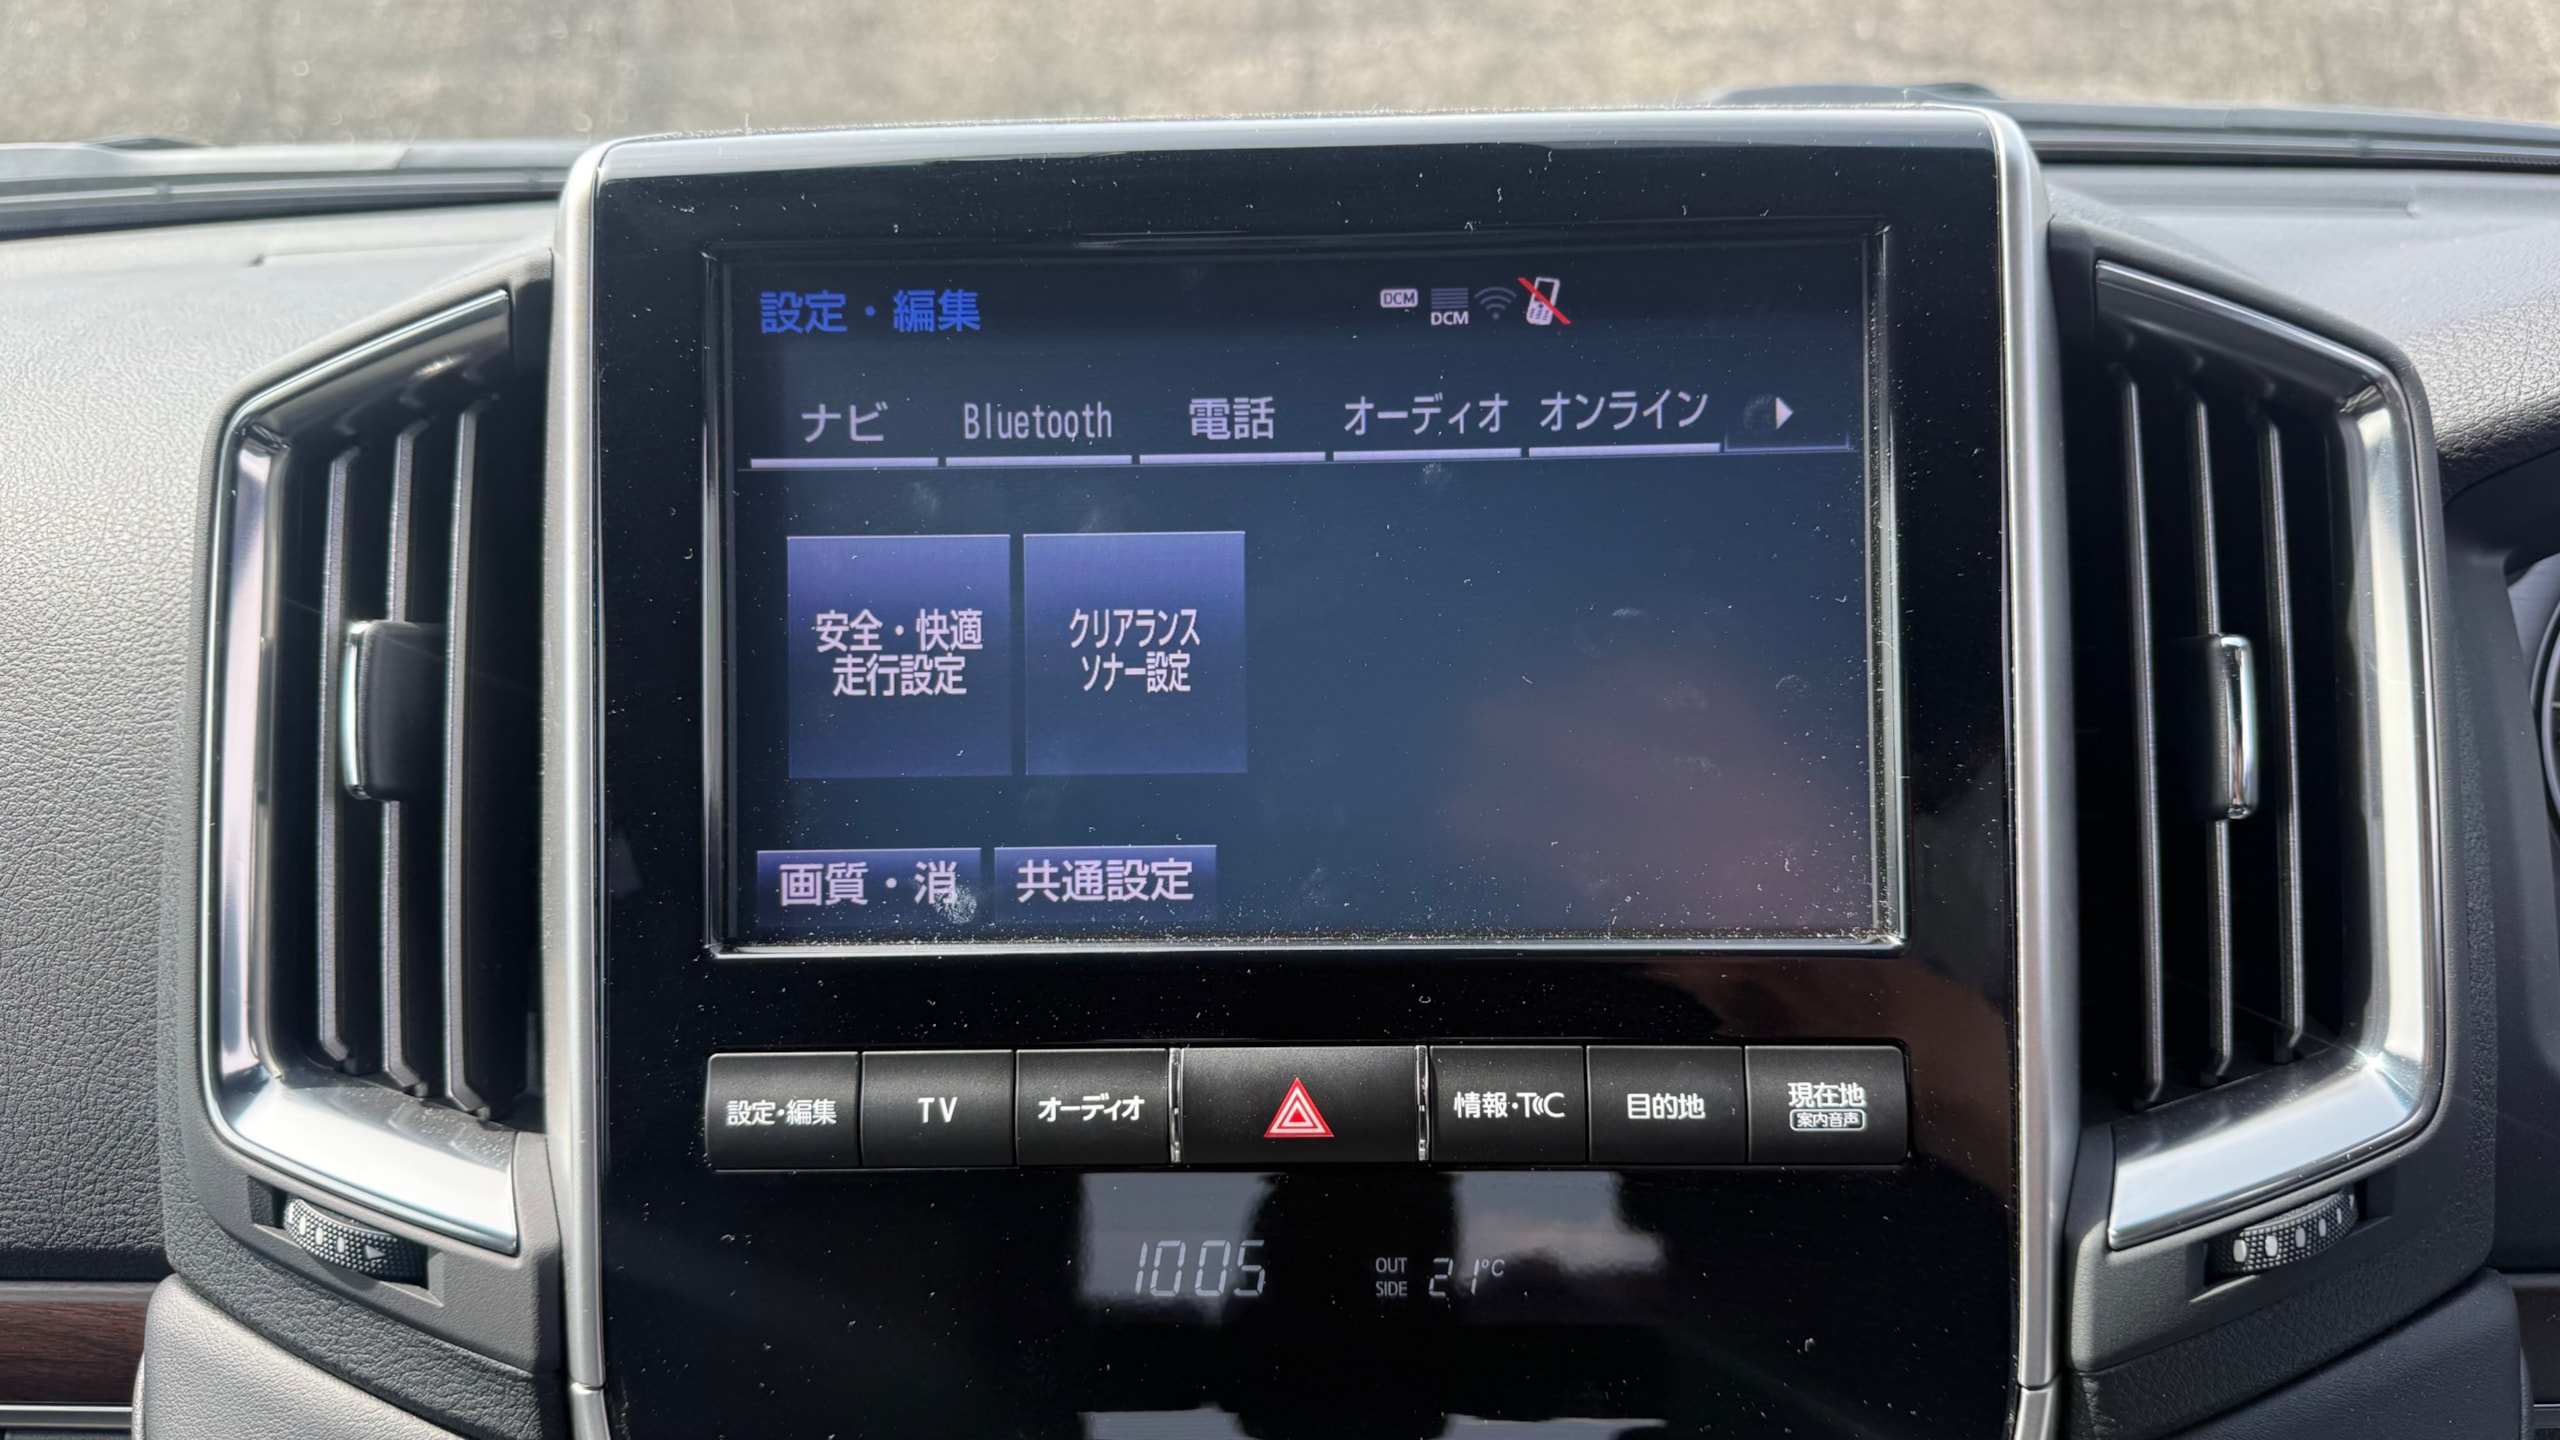 設定・編集
DCM
DCM
ナビ Bluetooth 電話 オーディオ オンライン
安全・快適
走行設定
クリアランス
ソナー設定
画質・消 共通設定
設定・編集 TV オーディオ 情報・T@C 目的地 現在地
案内音声
1005 OUT SIDE 21°C